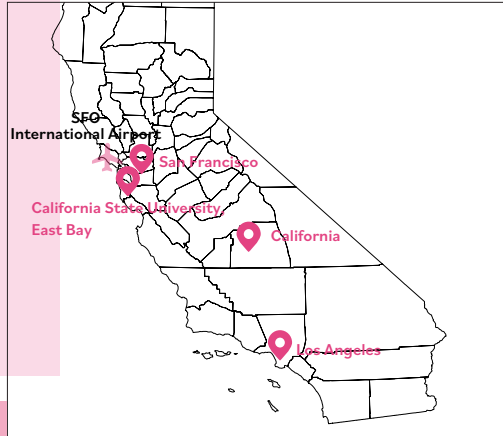 SFO
International Airport
San Francisco
California State University,
East Bay
California
Los Angeles